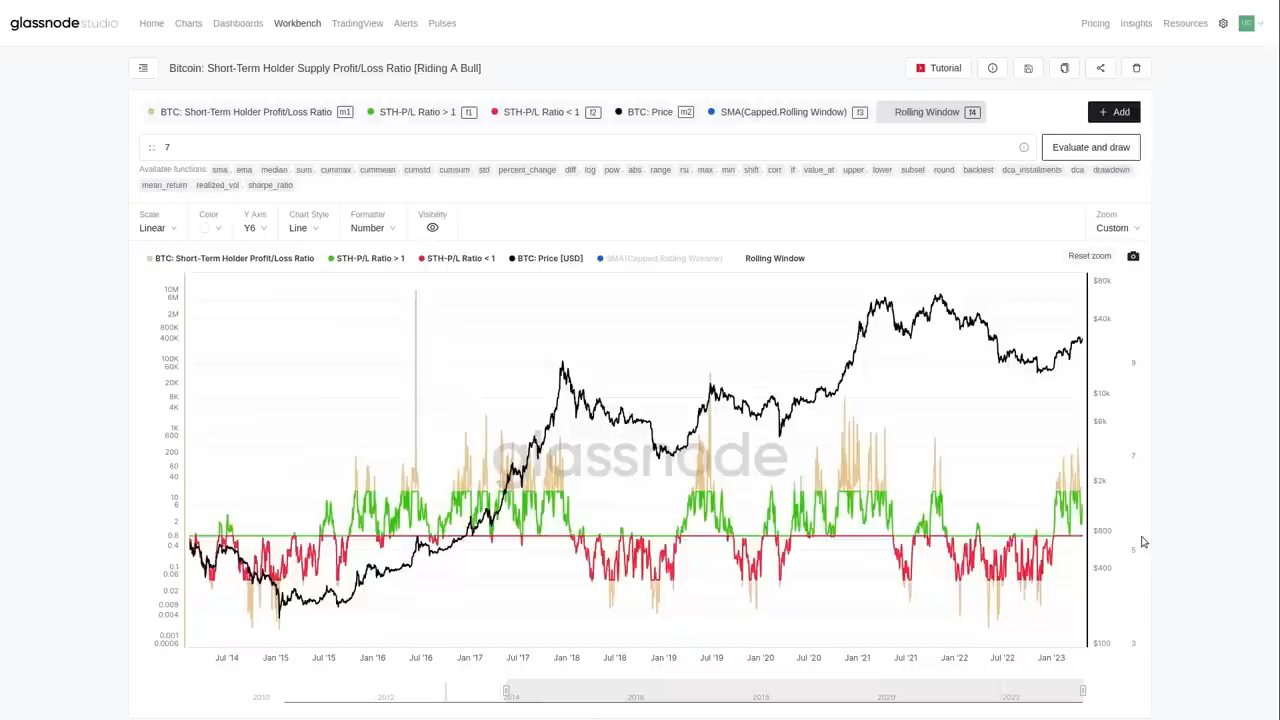 glassnode studio Home Charts Dashboards Workbench TradingView Alerts Pulses Pricing Insights Resources UC
Bitcoin: Short-Term Holder Supply Profit/Loss Ratio [Riding A Bull] Tutorial
BTC: Short-Term Holder Profit/Loss Ratio m1 STH-P/L Ratio > 1 f1 STH-P/L Ratio < 1 f2 BTC: Price m2 SMA(Capped.Rolling Window) f3 Rolling Window f4 + Add
7 Evaluate and draw
Available functions: sma ema median sum cummax cummean cumstd cumsum std percent_change diff log pow abs range rsi max min shift corr if value_at upper lower subset round backtest dca_installments dca drawdown
mean_return realized_vol sharpe_ratio
Scale Color Y Axis Chart Style Formatter Visibility Zoom
Linear Y6 Line Number Custom
BTC: Short-Term Holder Profit/Loss Ratio STH-P/L Ratio > 1 STH-P/L Ratio < 1 BTC: Price [USD] SMA(Capped.Rolling Window) Rolling Window Reset zoom
10M $80k
6M
2M
800K $40k
400K
100K 9
60K
20K
8K $10k
4K
1K $6k
600
200 7
80
40 $2k
10
6
2
0.8 $800
0.4 5
0.1 $400
0.06
0.02
0.008
0.004
0.001
0.0006 $100 3
glassnode
Jul '14 Jan '15 Jul '15 Jan '16 Jul '16 Jan '17 Jul '17 Jan '18 Jul '18 Jan '19 Jul '19 Jan '20 Jul '20 Jan '21 Jul '21 Jan '22 Jul '22 Jan '23
2010 2012 2014 2016 2018 2020 2022